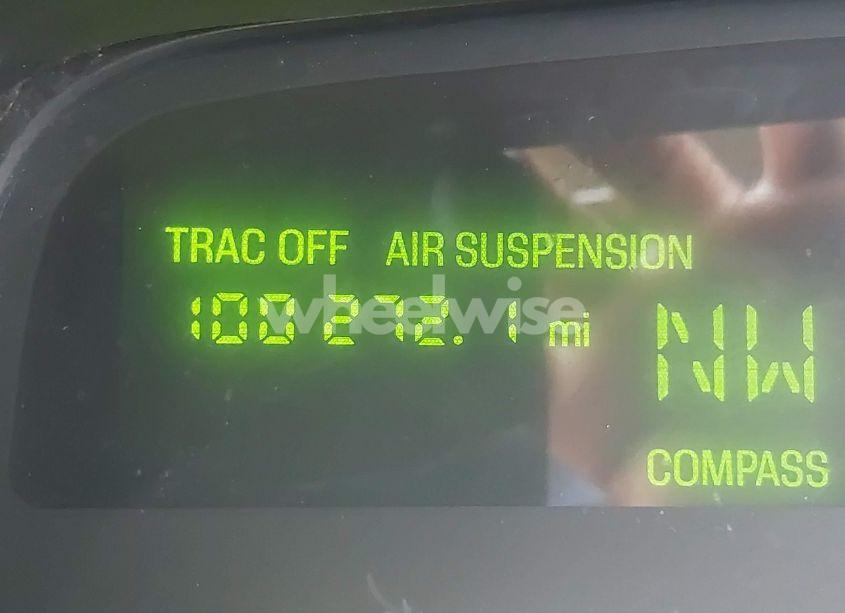 TRAC OFF AIR SUSPENSION
100272.1 mi
wheelwise
NW
COMPASS